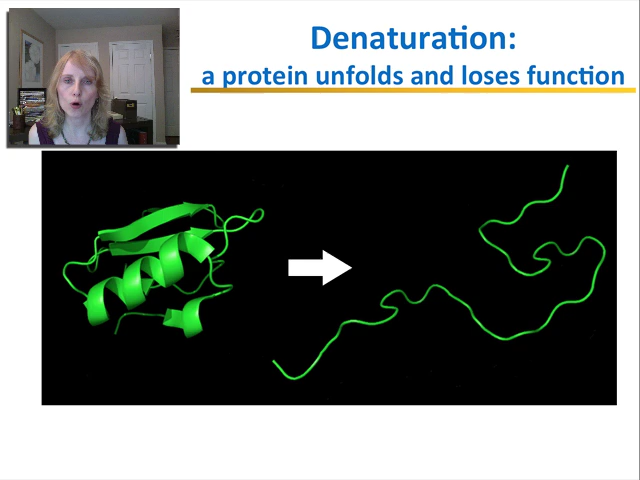 Denaturation:
a protein unfolds and loses function